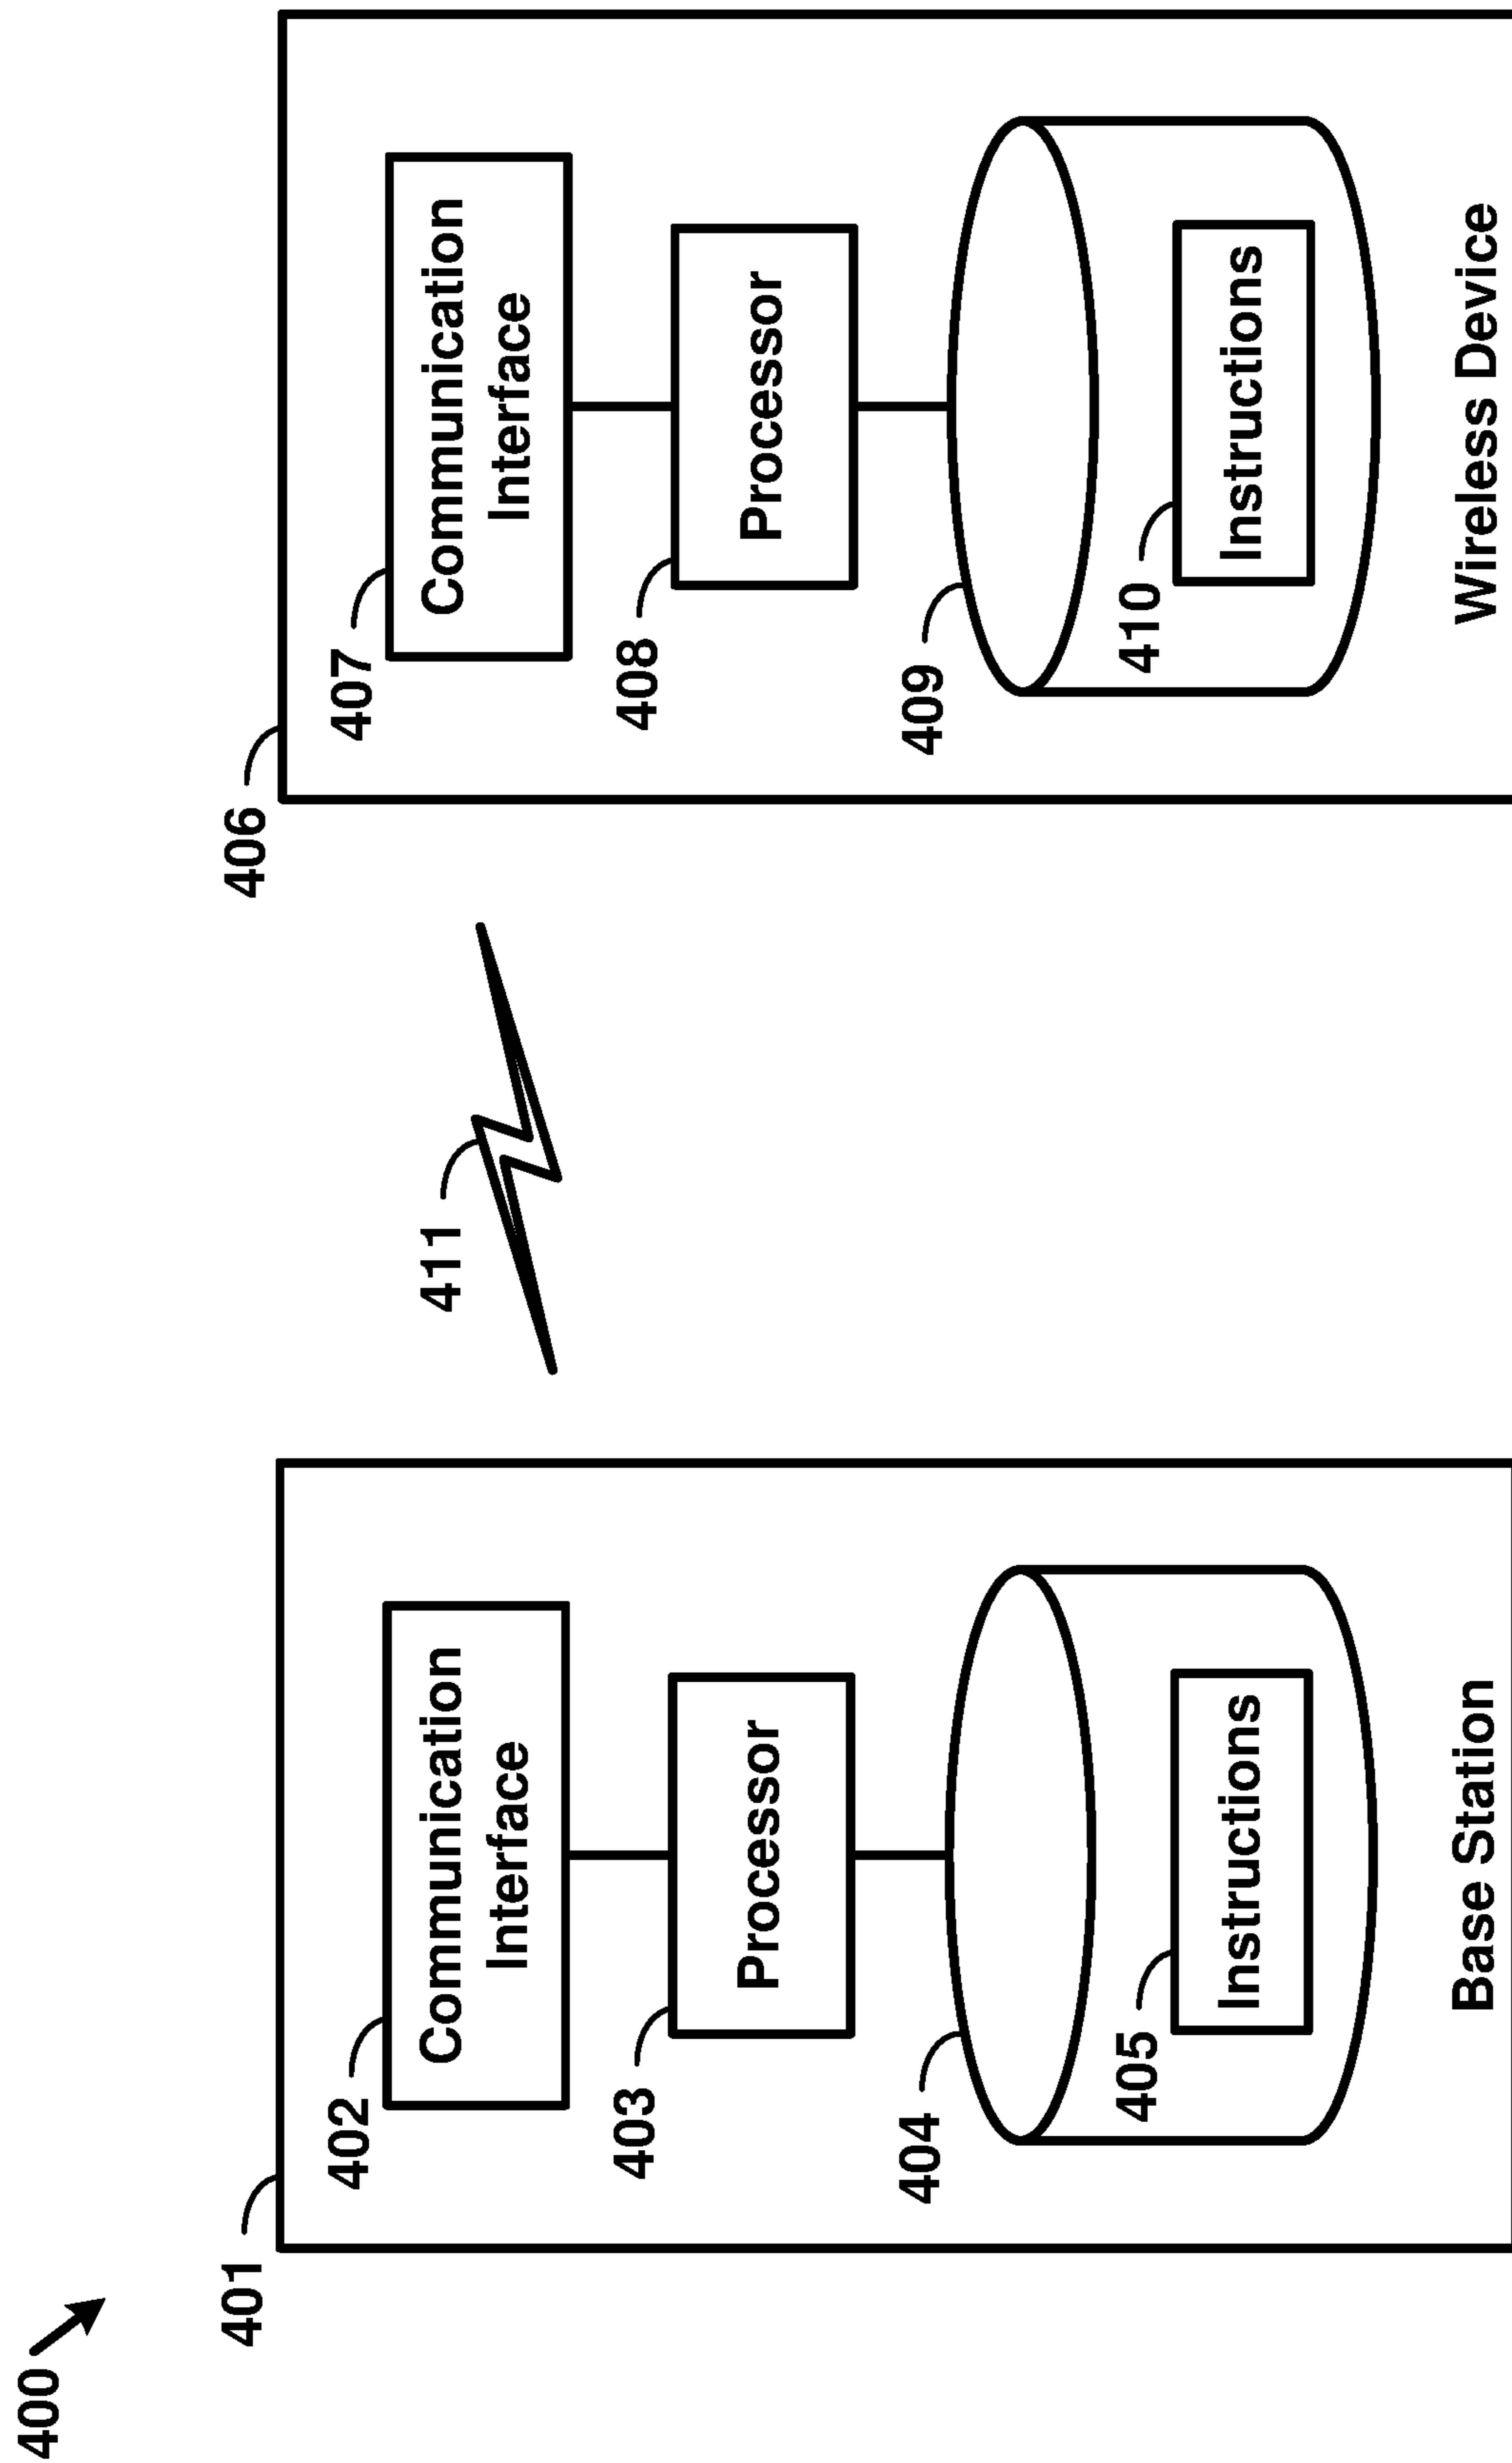 400
401
402
Communication
Interface
403
Processor
404
405
Instructions
Base Station
411
406
407
Communication
Interface
408
Processor
409
410
Instructions
Wireless Device